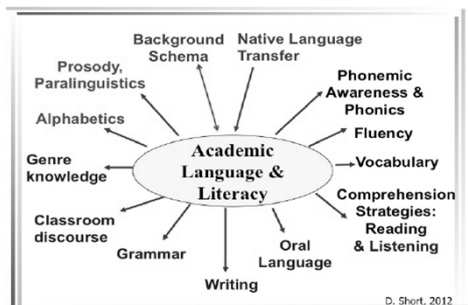 Background
Schema
Native Language
Transfer
Prosody,
Paralinguistics
Phonemic
Awareness &
Phonics
Alphabetics
Fluency
Genre
knowledge
Academic
Language &
Literacy
Vocabulary
Comprehension
Strategies:
Reading
& Listening
Classroom
discourse
Grammar
Oral
Language
Writing
D. Short, 2012